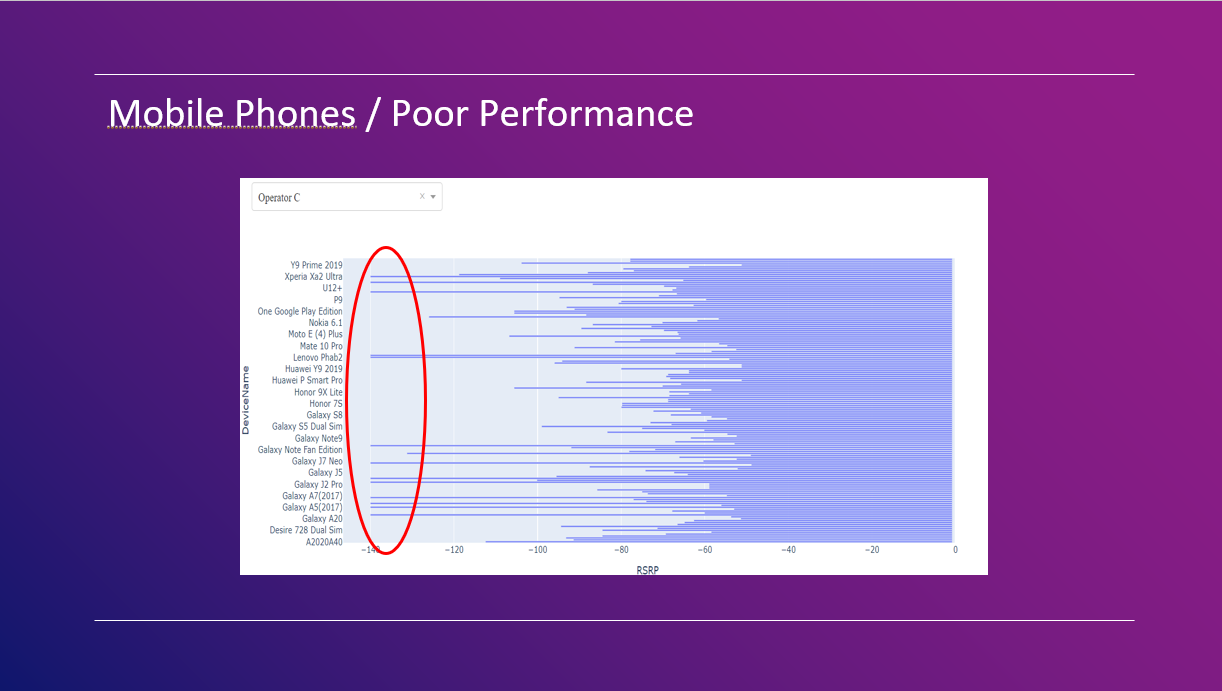 Mobile Phones / Poor Performance
Operator C x
DeviceName
Y9 Prime 2019
Xperia Xa2 Ultra
U12+
P9
One Google Play Edition
Nokia 6.1
Moto E (4) Plus
Mate 10 Pro
Lenovo Phab2
Huawei Y9 2019
Huawei P Smart Pro
Honor 9X Lite
Honor 7S
Galaxy S8
Galaxy S5 Dual Sim
Galaxy Note9
Galaxy Note Fan Edition
Galaxy J7 Neo
Galaxy J5
Galaxy J2 Pro
Galaxy A7(2017)
Galaxy A5(2017)
Galaxy A20
Desire 728 Dual Sim
A2020A40
−140 −120 −100 −80 −60 −40 −20 0
RSRP